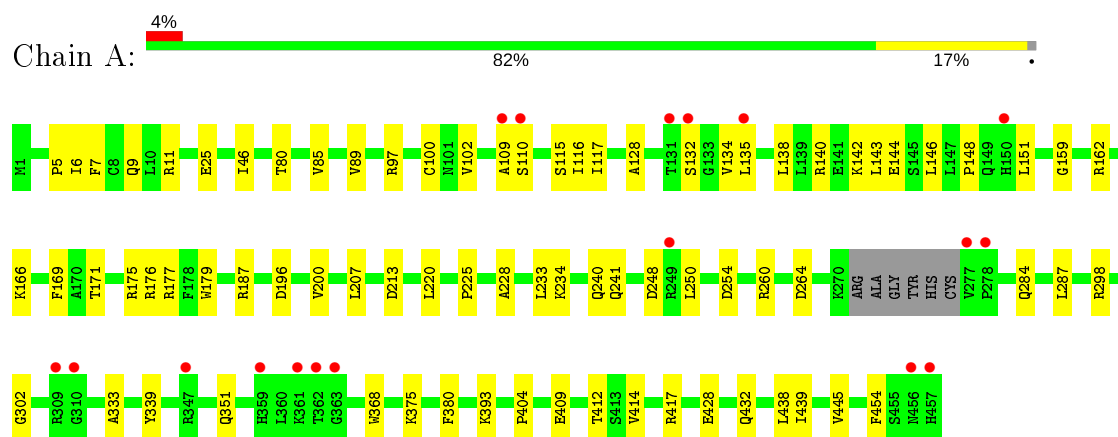 4%
Chain A:
82% 17% •
M1 P5 I6 F7 C8 Q9 L10 R11 E25 I46 T80 V85 V89 R97 C100 N101 V102 A109 S110 S115 I116 I117 A128 T131 S132 G133 V134 L135 L138 L139 R140 E141 K142 L143 E144 S145 L146 L147 P148 Q149 H150 L151 G159 R162
K166 F169 A170 T171 R175 R176 R177 F178 W179 R187 D196 V200 L207 D213 L220 P225 A228 L233 K234 Q240 Q241 D248 R249 L250 D254 R260 D264 K270 ARG ALA GLY TYR HIS CYS V277 P278 Q284 L287 R298
G302 R309 G310 A333 Y339 R347 Q351 H359 L360 K361 T362 G363 W368 K375 F380 K393 P404 E409 T412 S413 V414 R417 E428 Q432 L438 I439 V445 F454 S455 N456 H457